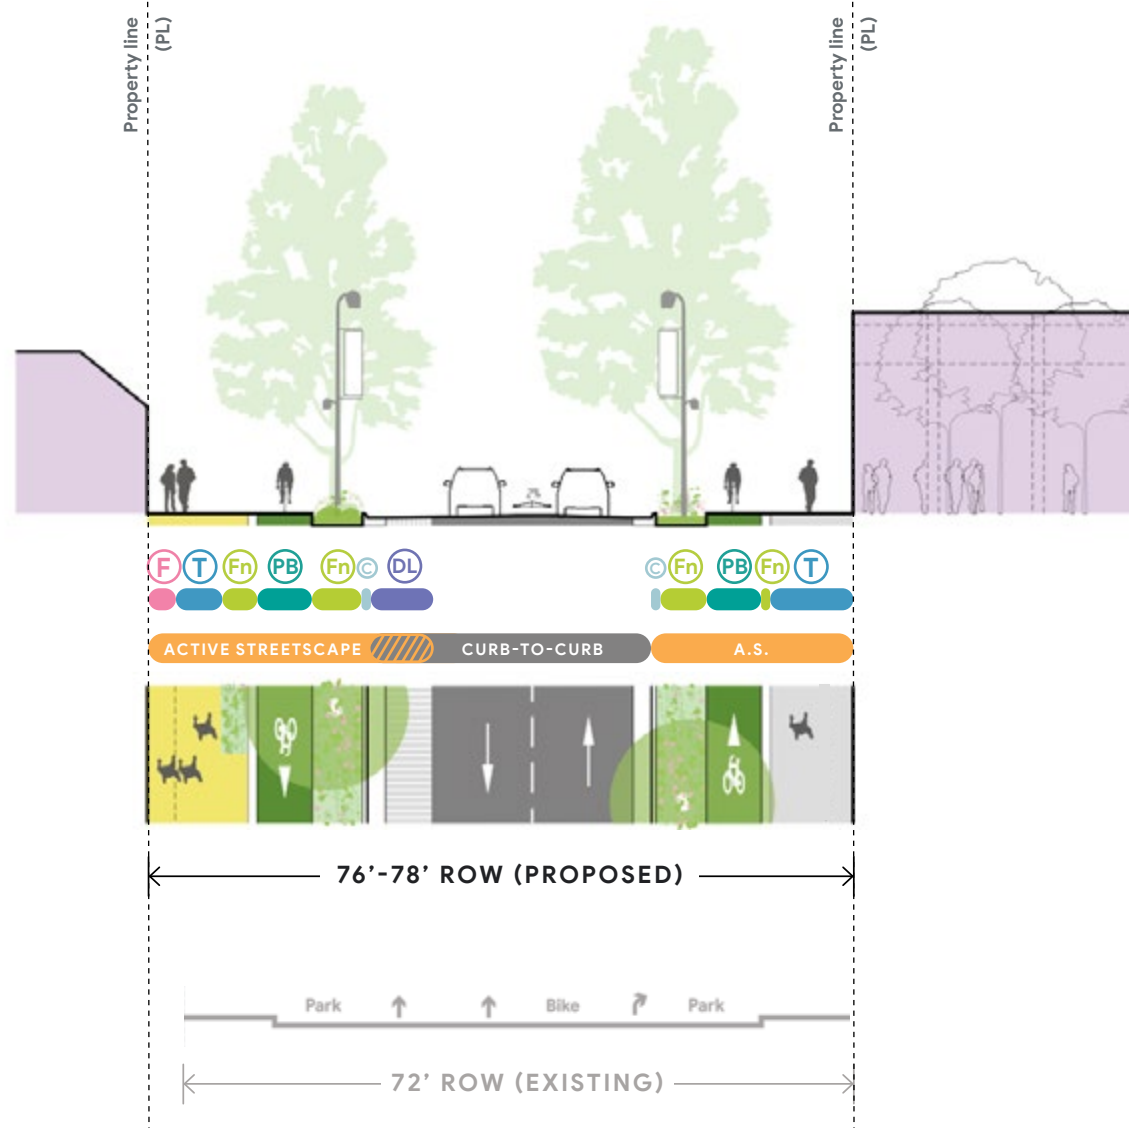 Property line
(PL)
Property line
(PL)
F T Fn PB Fn C DL C Fn PB Fn T
ACTIVE STREETSCAPE CURB-TO-CURB A.S.
76’-78’ ROW (PROPOSED)
Park Bike Park
72’ ROW (EXISTING)